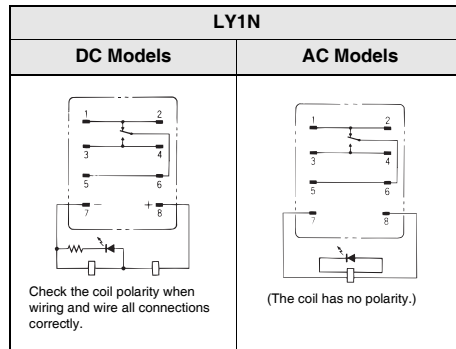 LY1N
DC Models
AC Models
1 2
3 4
5 6
− +
7 8
Check the coil polarity when
wiring and wire all connections
correctly.
1 2
3 4
5 6
7 8
(The coil has no polarity.)